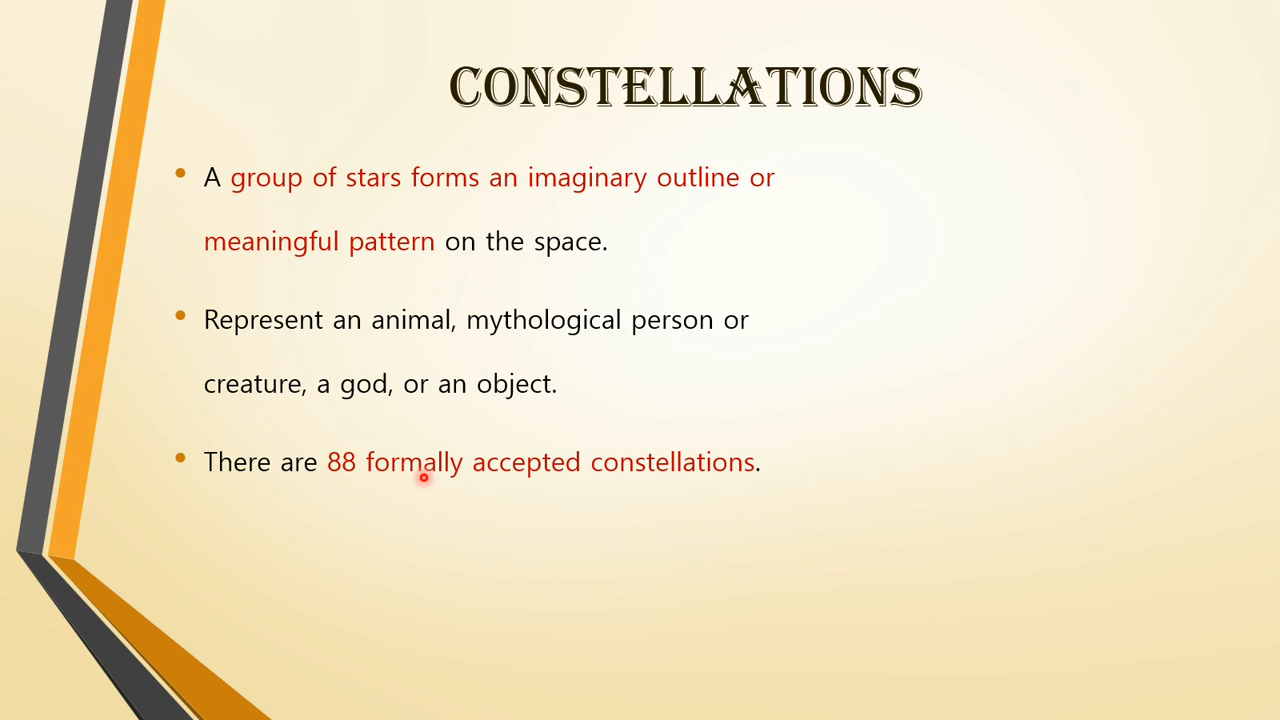 CONSTELLATIONS
• A group of stars forms an imaginary outline or
meaningful pattern on the space.
• Represent an animal, mythological person or
creature, a god, or an object.
• There are 88 formally accepted constellations.